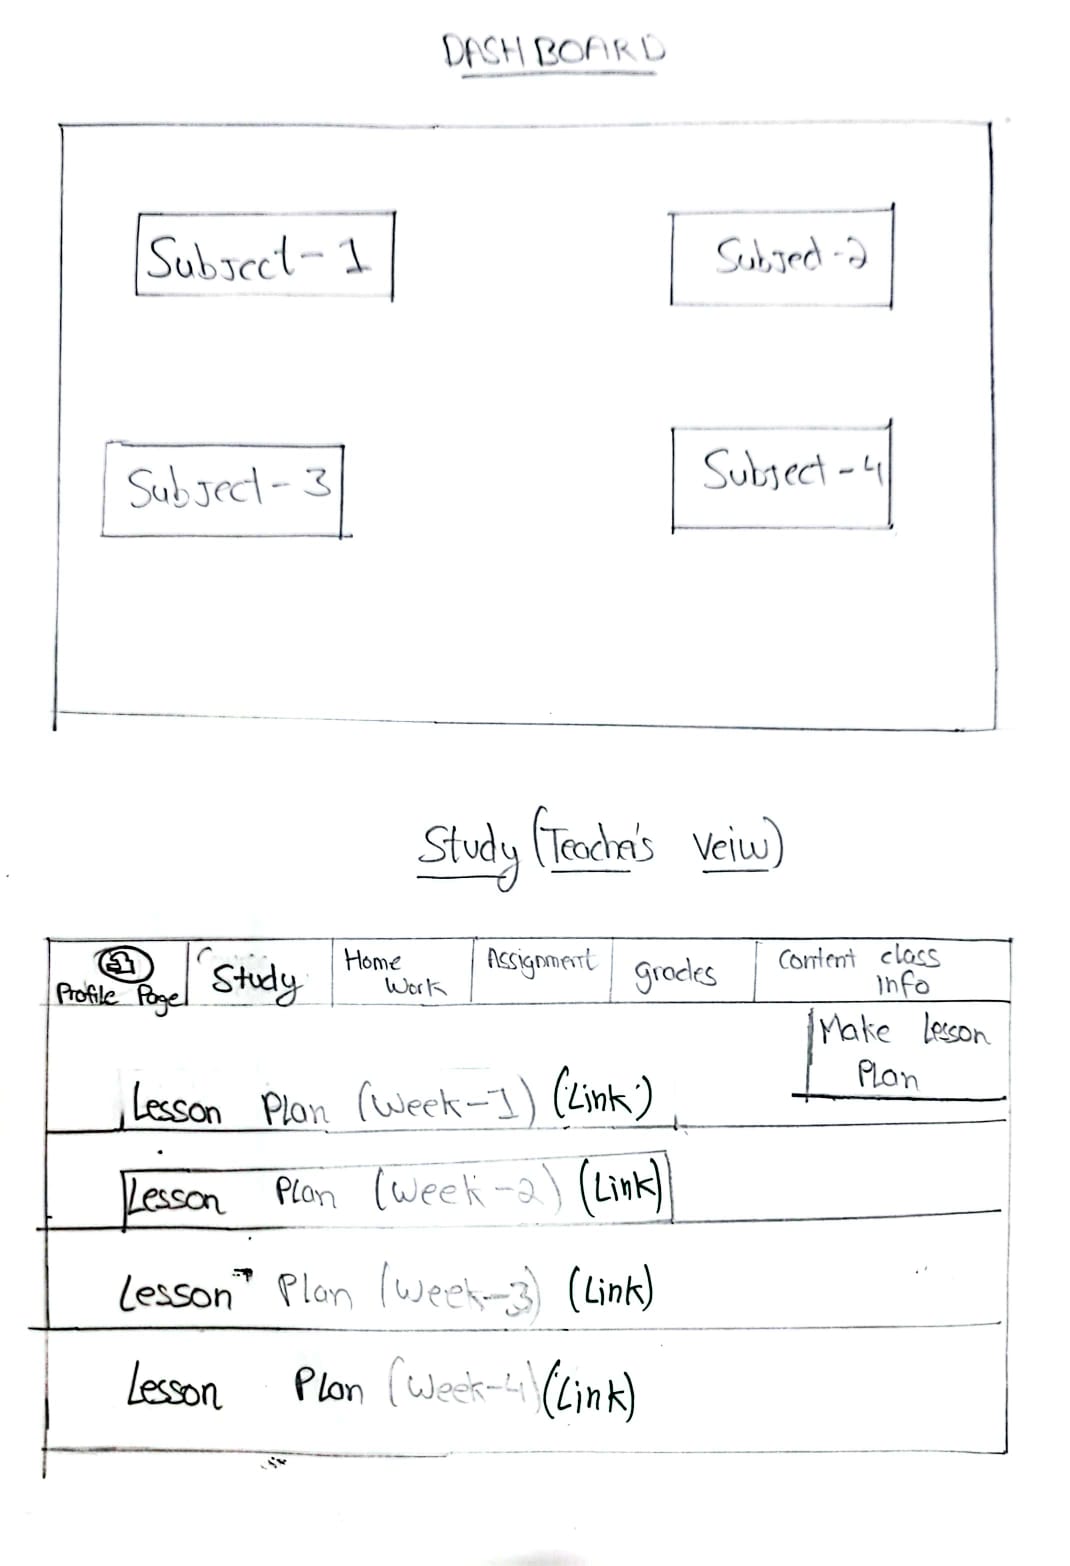 DASHBOARD
Subject-1
Subject-2
Subject-3
Subject-4
Study (Teacher's veiw)
Profile Page
Study
Home
Work
Assignment
grades
Content class
info
Make Lesson
Plan
Lesson Plan (Week-1) (Link)
Lesson Plan (Week-2) (Link)
Lesson Plan (Week-3) (Link)
Lesson Plan (Week-4) (Link)